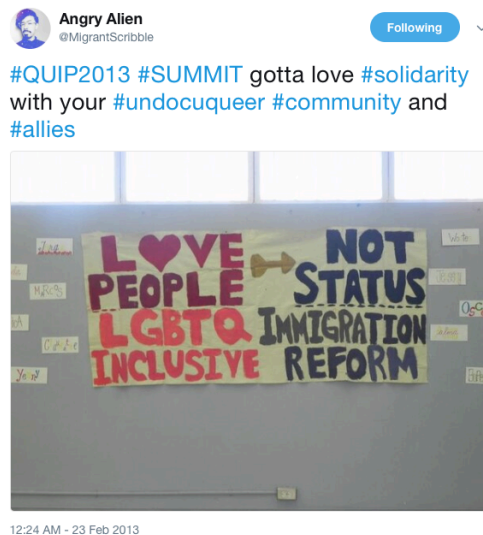 Angry Alien
@MigrantScribble
Following
#QUIP2013 #SUMMIT gotta love #solidarity
with your #undocuqueer #community and
#allies
L♥VE NOT
PEOPLE STATUS
LGBTQ IMMIGRATION
INCLUSIVE REFORM
12:24 AM - 23 Feb 2013